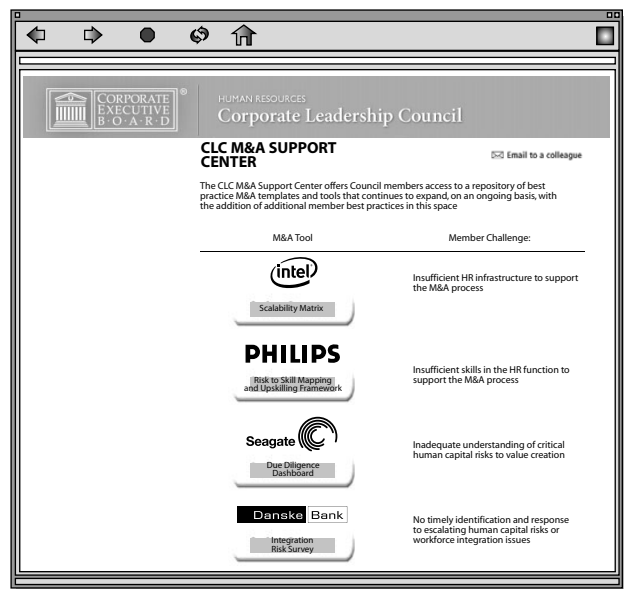 CORPORATE
EXECUTIVE
B·O·A·R·D
®
HUMAN RESOURCES
Corporate Leadership Council
CLC M&A SUPPORT
CENTER
Email to a colleague
The CLC M&A Support Center offers Council members access to a repository of best
practice M&A templates and tools that continues to expand, on an ongoing basis, with
the addition of additional member best practices in this space
M&A Tool
Member Challenge:
intel
Scalability Matrix
Insufficient HR infrastructure to support
the M&A process
PHILIPS
Risk to Skill Mapping
and Upskilling Framework
Insufficient skills in the HR function to
support the M&A process
Seagate
Due Diligence
Dashboard
Inadequate understanding of critical
human capital risks to value creation
Danske Bank
Integration
Risk Survey
No timely identification and response
to escalating human capital risks or
workforce integration issues